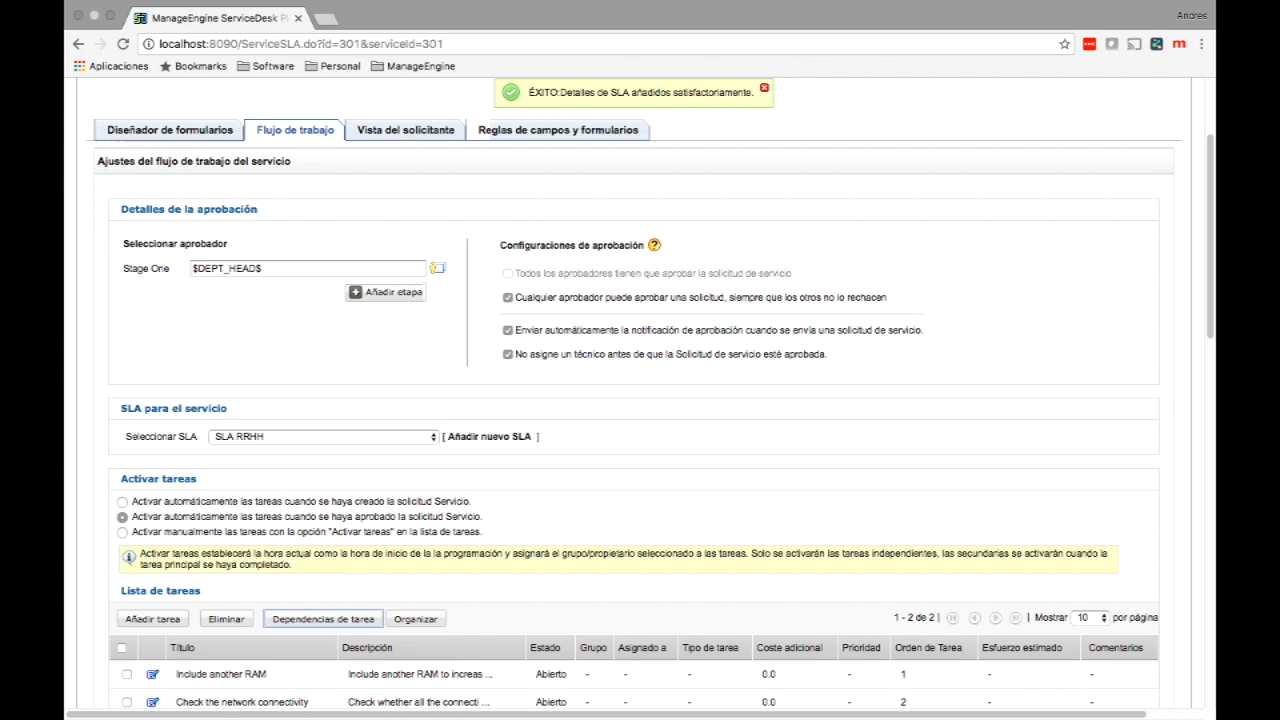 ManageEngine ServiceDesk Pl
Andres
localhost:8090/ServiceSLA.do?id=301&serviceId=301
Aplicaciones Bookmarks Software Personal ManageEngine
ÉXITO:Detalles de SLA añadidos satisfactoriamente.
Diseñador de formularios Flujo de trabajo Vista del solicitante Reglas de campos y formularios
Ajustes del flujo de trabajo del servicio
Detalles de la aprobación
Seleccionar aprobador
Stage One $DEPT_HEAD$
Añadir etapa
Configuraciones de aprobación ?
Todos los aprobadores tienen que aprobar la solicitud de servicio
Cualquier aprobador puede aprobar una solicitud, siempre que los otros no lo rechacen
Enviar automáticamente la notificación de aprobación cuando se envía una solicitud de servicio.
No asigne un técnico antes de que la Solicitud de servicio esté aprobada.
SLA para el servicio
Seleccionar SLA SLA RRHH [ Añadir nuevo SLA ]
Activar tareas
Activar automáticamente las tareas cuando se haya creado la solicitud Servicio.
Activar automáticamente las tareas cuando se haya aprobado la solicitud Servicio.
Activar manualmente las tareas con la opción "Activar tareas" en la lista de tareas.
Activar tareas establecerá la hora actual como la hora de inicio de la la programación y asignará el grupo/propietario seleccionado a las tareas. Solo se activarán las tareas independientes, las secundarias se activarán cuando la
tarea principal se haya completado.
Lista de tareas
Añadir tarea Eliminar Dependencias de tarea Organizar 1 - 2 de 2 | | Mostrar 10 por página
Título Descripción Estado Grupo Asignado a Tipo de tarea Coste adicional Prioridad Orden de Tarea Esfuerzo estimado Comentarios
Include another RAM Include another RAM to increas ... Abierto - - - 0.0 - 1 - -
Check the network connectivity Check whether all the connecti ... Abierto - - - 0.0 - 2 - -